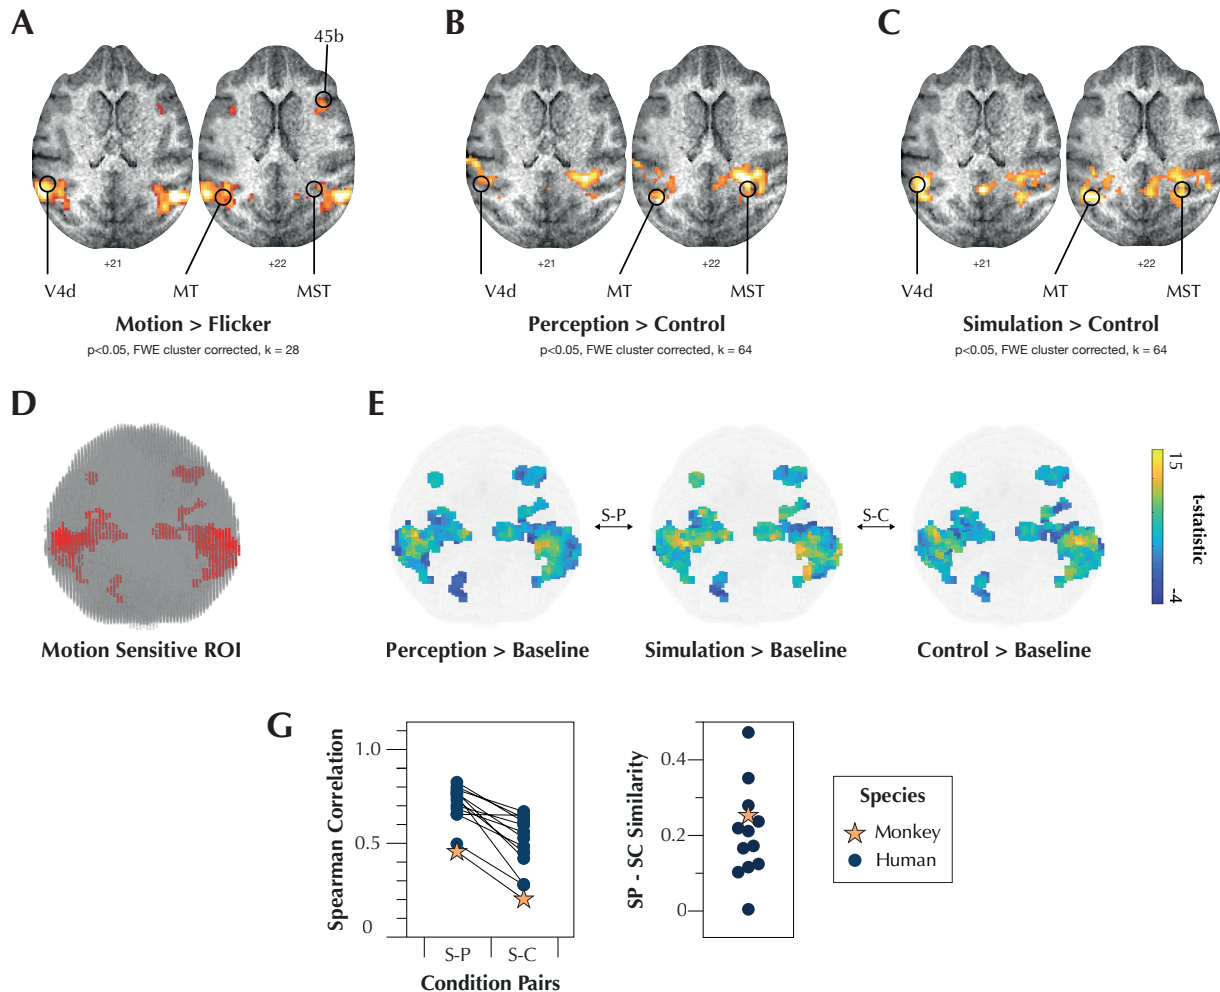 A
B
C
45b
+21
+22
+21
+22
+21
+22
V4d
MT
MST
V4d
MT
MST
V4d
MT
MST
Motion > Flicker
Perception > Control
Simulation > Control
p<0.05, FWE cluster corrected, k = 28
p<0.05, FWE cluster corrected, k = 64
p<0.05, FWE cluster corrected, k = 64
D
E
S-P
S-C
15
t-statistic
-4
Motion Sensitive ROI
Perception > Baseline
Simulation > Baseline
Control > Baseline
G
Spearman Correlation
1.0
0.5
0
S-P
S-C
Condition Pairs
SP - SC Similarity
0.4
0.2
0
Species
Monkey
Human